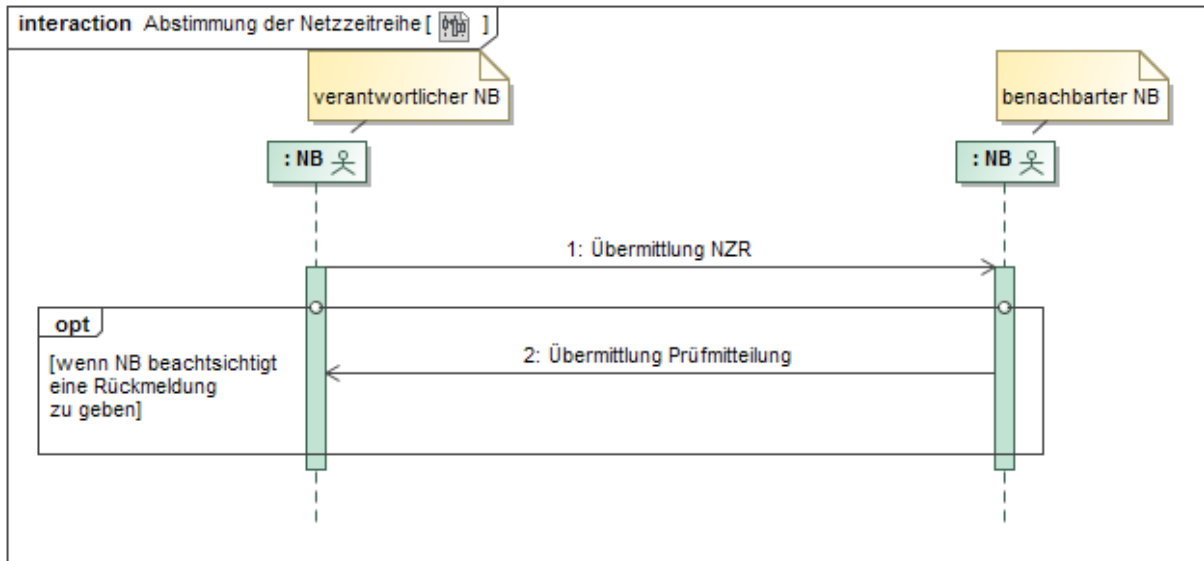 interaction Abstimmung der Netzzeitreihe [ ]
verantwortlicher NB
benachbarter NB
: NB
: NB
1: Übermittlung NZR
opt
[wenn NB beachtsichtigt
eine Rückmeldung
zu geben]
2: Übermittlung Prüfmitteilung